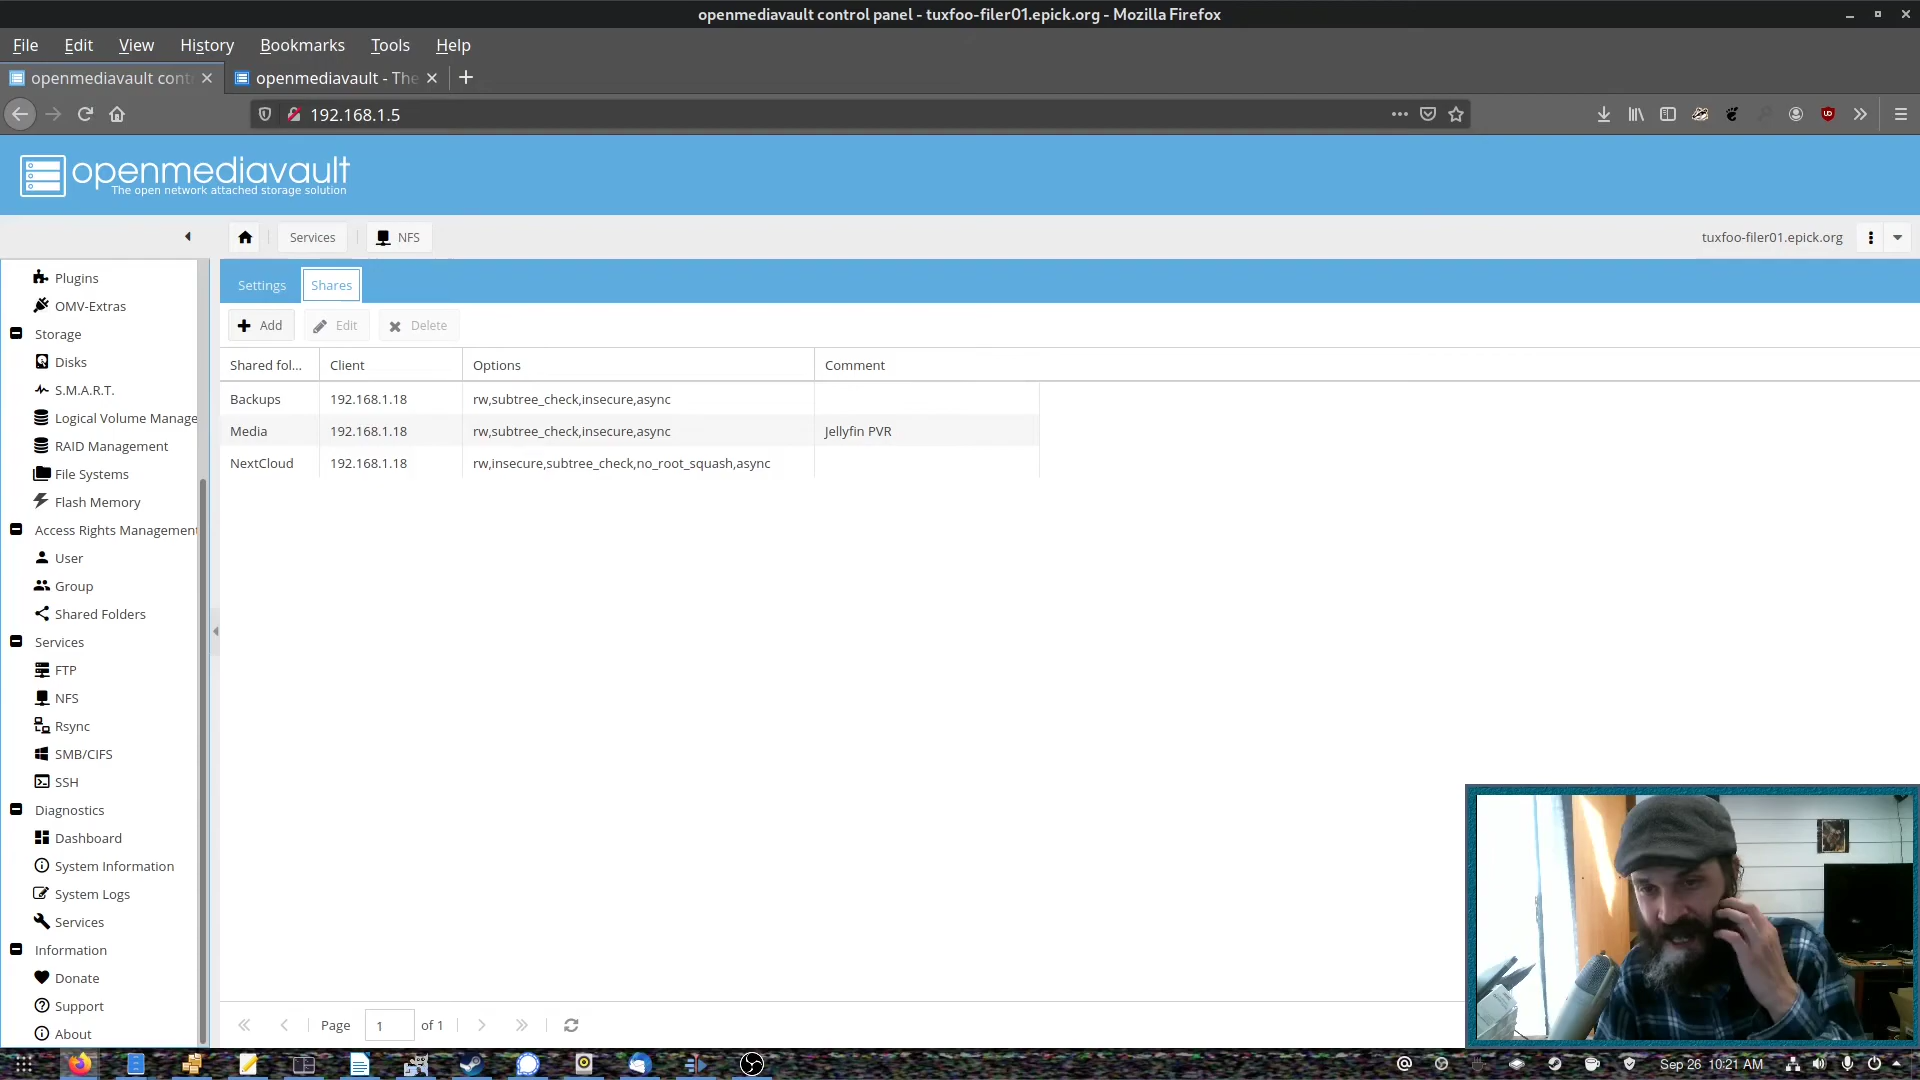 openmediavault control panel - tuxfoo-filer01.epick.org - Mozilla Firefox
File Edit View History Bookmarks Tools Help
openmediavault cont openmediavault - The
192.168.1.5
openmediavault
The open network attached storage solution
Services NFS tuxfoo-filer01.epick.org
Plugins
OMV-Extras
Storage
Disks
S.M.A.R.T.
Logical Volume Manage
RAID Management
File Systems
Flash Memory
Access Rights Management
User
Group
Shared Folders
Services
FTP
NFS
Rsync
SMB/CIFS
SSH
Diagnostics
Dashboard
System Information
System Logs
Services
Information
Donate
Support
About
Settings Shares
Add Edit Delete
Shared fol... Client Options Comment
Backups 192.168.1.18 rw,subtree_check,insecure,async
Media 192.168.1.18 rw,subtree_check,insecure,async Jellyfin PVR
NextCloud 192.168.1.18 rw,insecure,subtree_check,no_root_squash,async
Page 1 of 1
Sep 26 10:21 AM